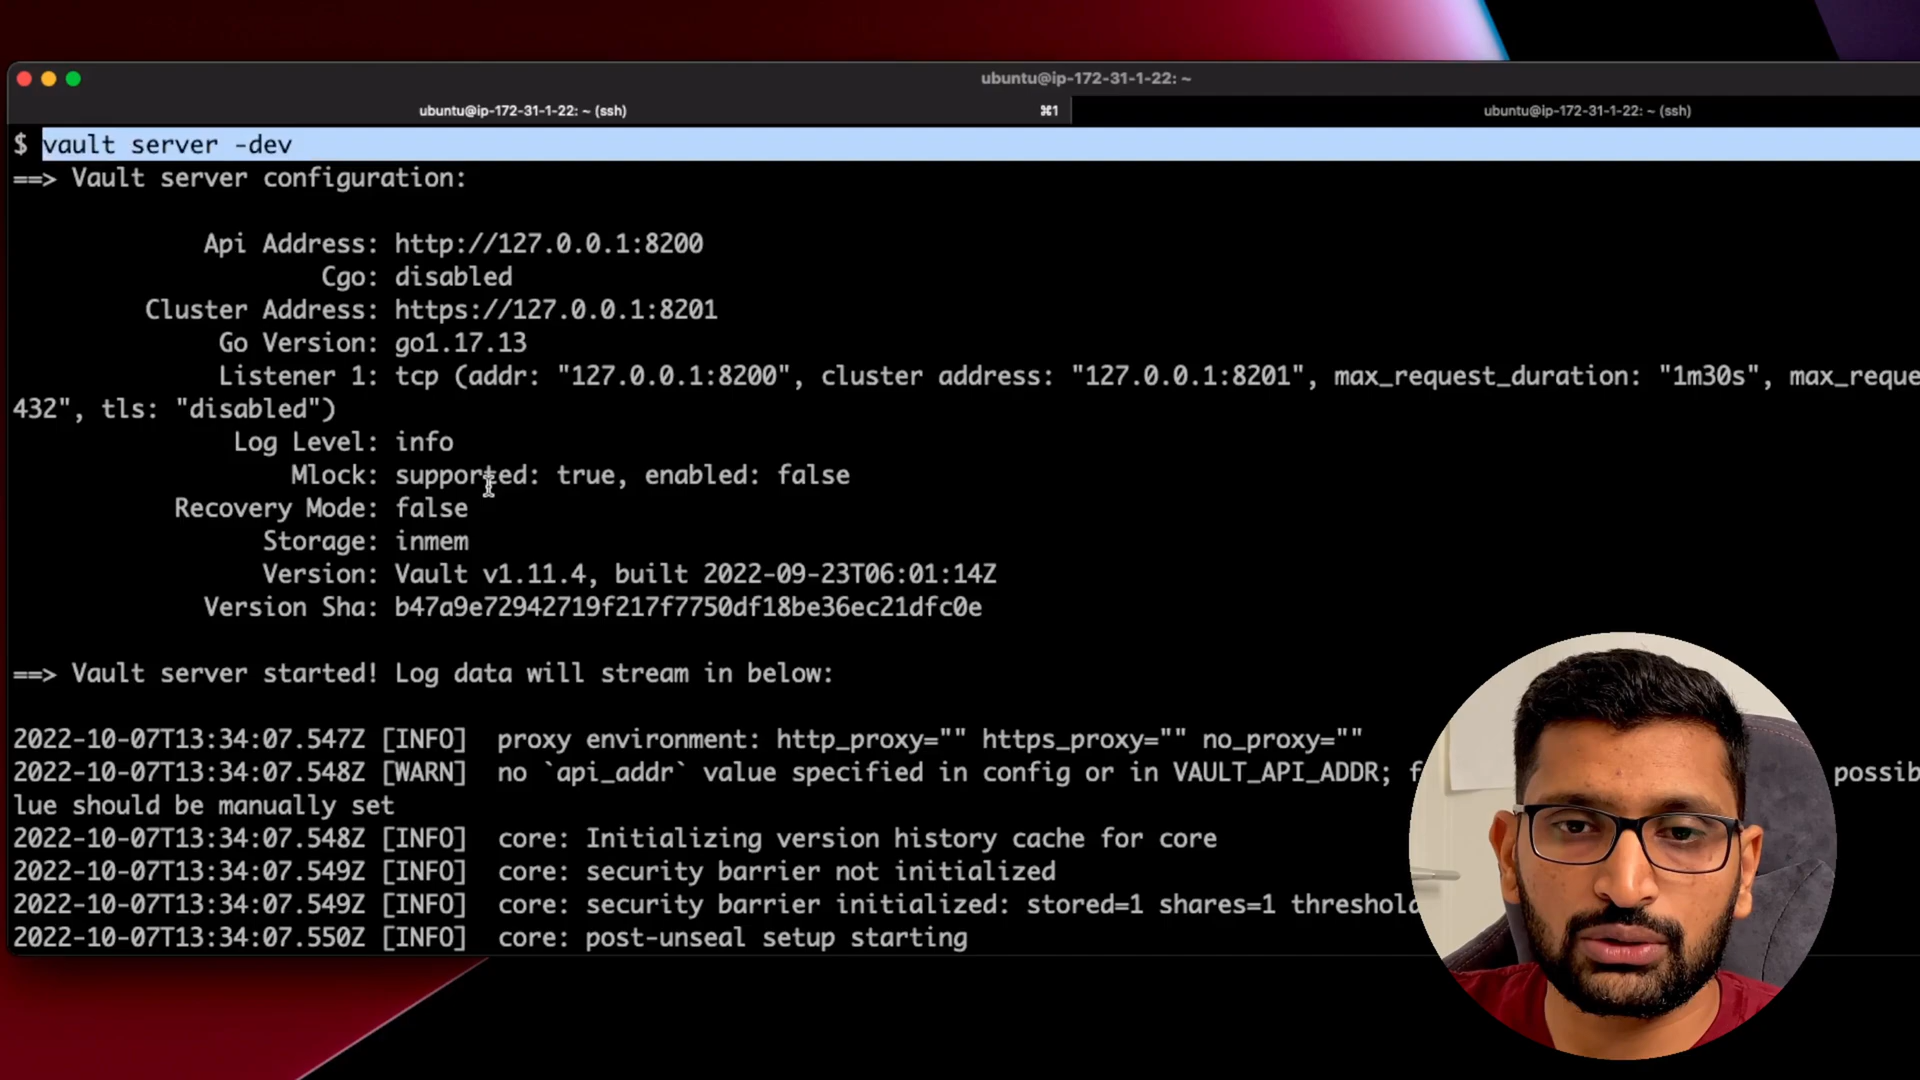 ubuntu@ip-172-31-1-22: ~
ubuntu@ip-172-31-1-22: ~ (ssh) ⌘1 ubuntu@ip-172-31-1-22: ~ (ssh)
$ vault server -dev
==> Vault server configuration:
Api Address: http://127.0.0.1:8200
Cgo: disabled
Cluster Address: https://127.0.0.1:8201
Go Version: go1.17.13
Listener 1: tcp (addr: "127.0.0.1:8200", cluster address: "127.0.0.1:8201", max_request_duration: "1m30s", max_reque
432", tls: "disabled")
Log Level: info
Mlock: supported: true, enabled: false
Recovery Mode: false
Storage: inmem
Version: Vault v1.11.4, built 2022-09-23T06:01:14Z
Version Sha: b47a9e72942719f217f7750df18be36ec21dfc0e
==> Vault server started! Log data will stream in below:
2022-10-07T13:34:07.547Z [INFO]  proxy environment: http_proxy="" https_proxy="" no_proxy=""
2022-10-07T13:34:07.548Z [WARN]  no `api_addr` value specified in config or in VAULT_API_ADDR; possib
lue should be manually set
2022-10-07T13:34:07.548Z [INFO]  core: Initializing version history cache for core
2022-10-07T13:34:07.549Z [INFO]  core: security barrier not initialized
2022-10-07T13:34:07.549Z [INFO]  core: security barrier initialized: stored=1 shares=1 threshold
2022-10-07T13:34:07.550Z [INFO]  core: post-unseal setup starting